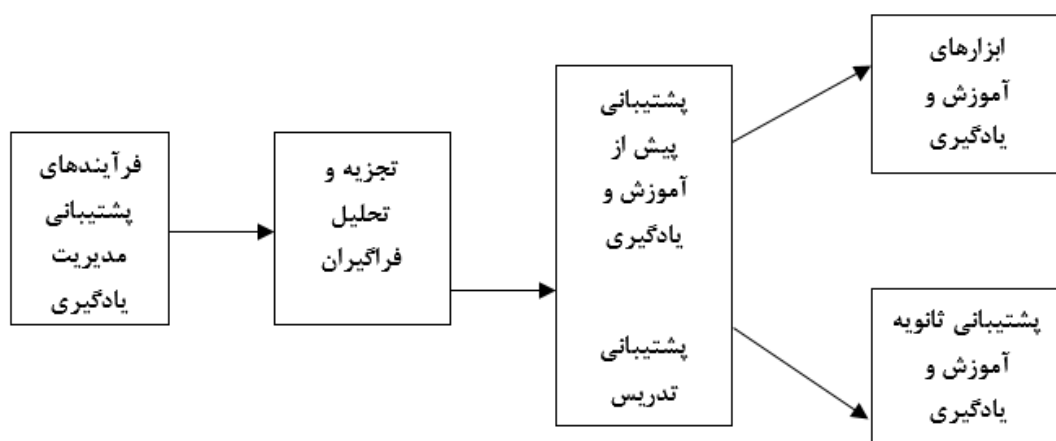 فرآیندهای
پشتیبانی
مدیریت
یادگیری
تجزیه و
تحلیل
فراگیران
پشتیبانی
پیش از
آموزش و
یادگیری
پشتیبانی
تدریس
ابزارهای
آموزش و
یادگیری
پشتیبانی ثانویه
آموزش و
یادگیری